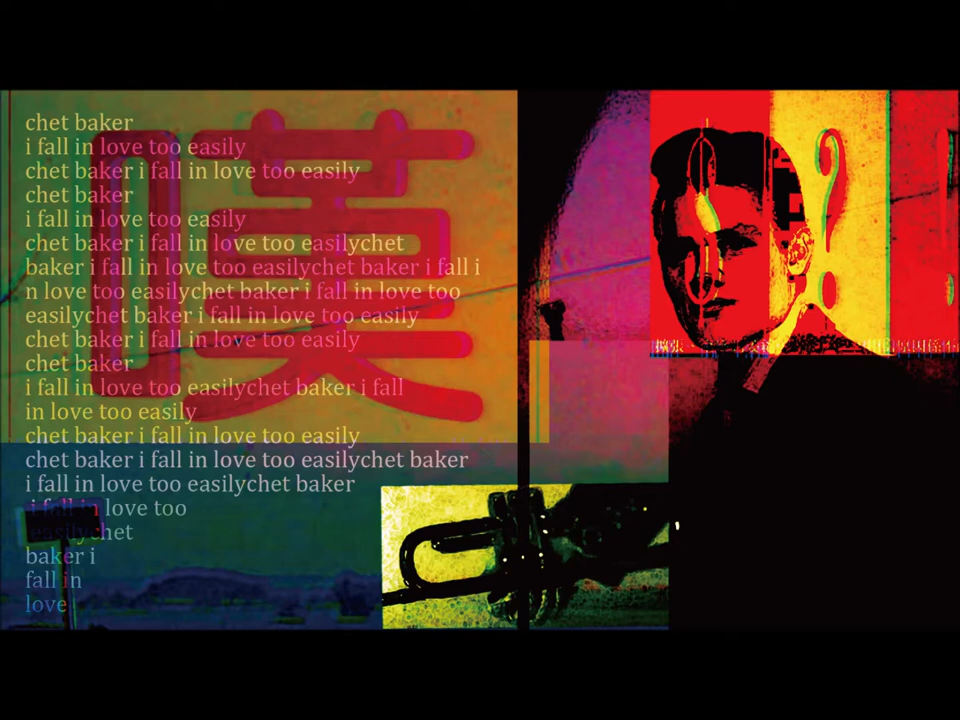 嘆
chet baker
i fall in love too easily
chet baker i fall in love too easily
chet baker
i fall in love too easily
chet baker i fall in love too easilychet
baker i fall in love too easilychet baker i fall i
n love too easilychet baker i fall in love too
easilychet baker i fall in love too easily
chet baker i fall in love too easily
chet baker
i fall in love too easilychet baker i fall
in love too easily
chet baker i fall in love too easily
chet baker i fall in love too easilychet baker
i fall in love too easilychet baker
i fall in love too
easilychet
baker i
fall in
love
?